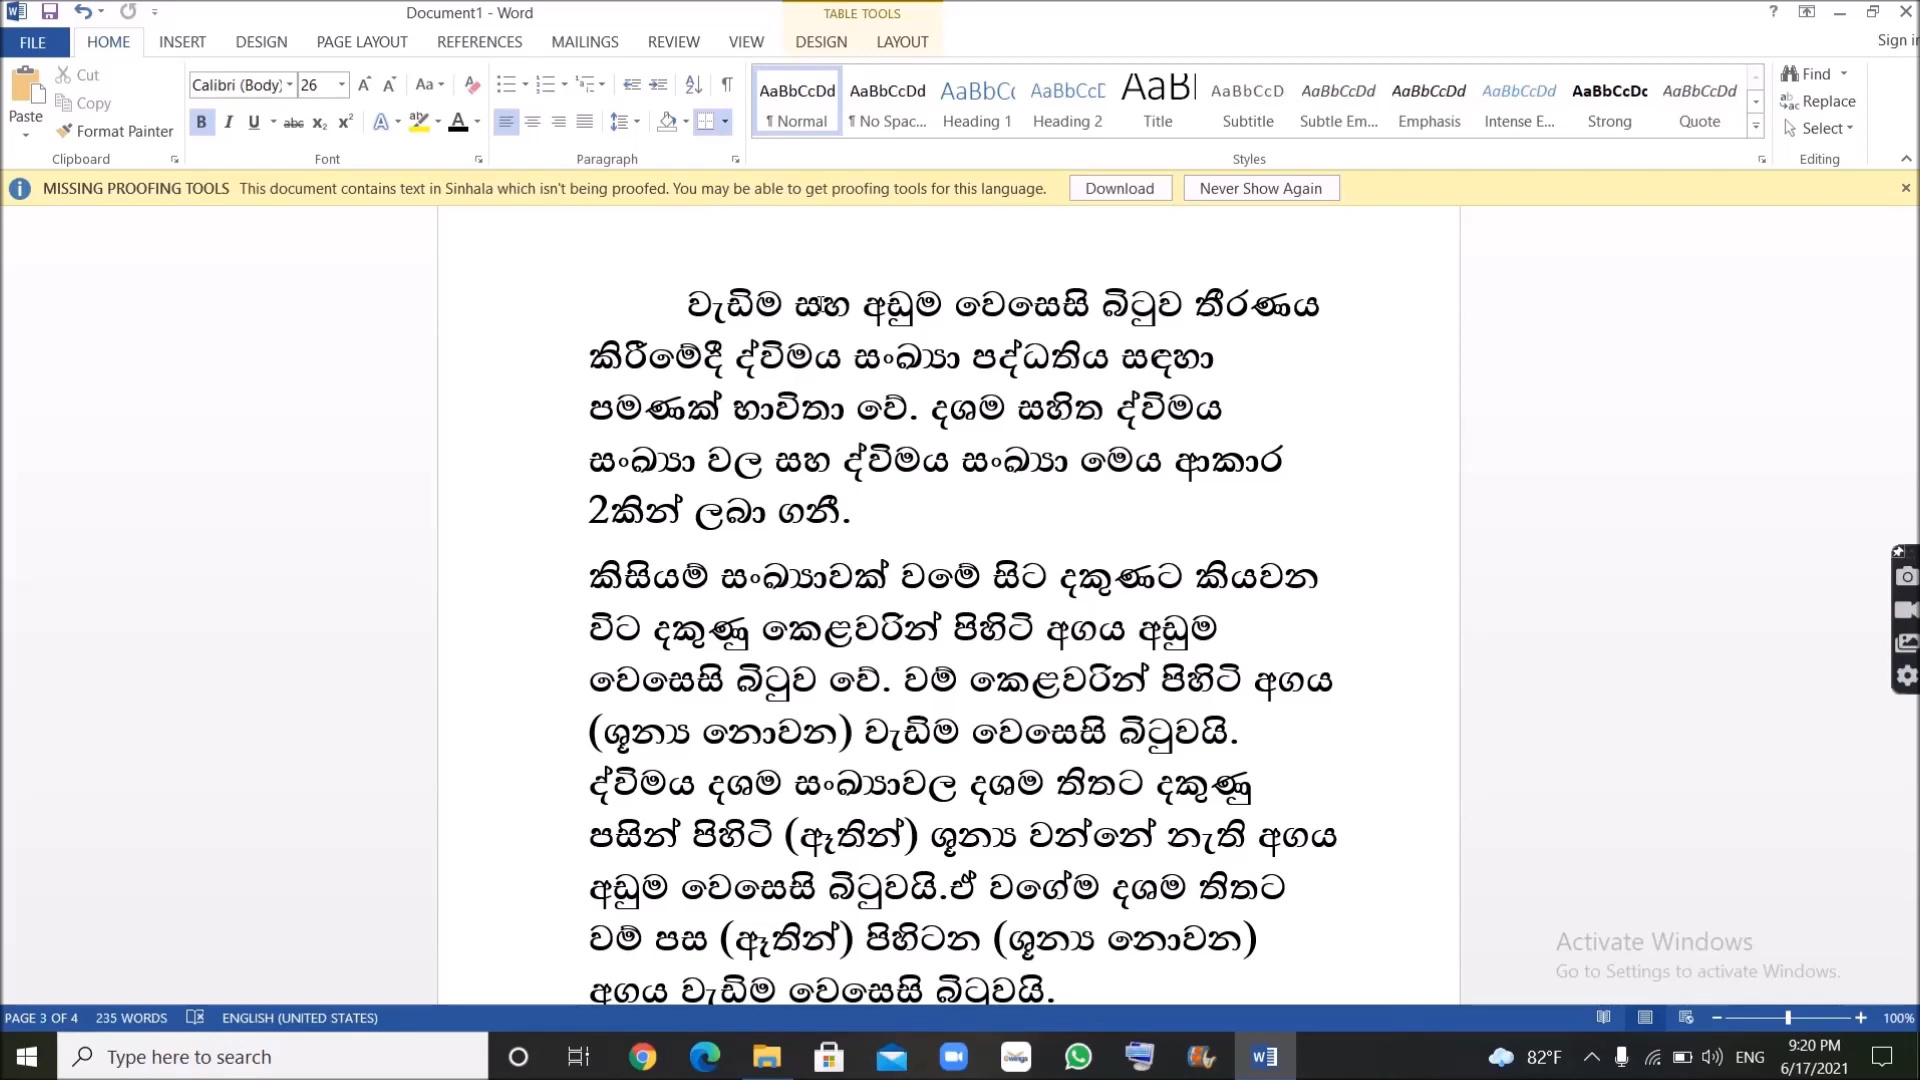 Document1 - Word
TABLE TOOLS
Sign in
FILE HOME INSERT DESIGN PAGE LAYOUT REFERENCES MAILINGS REVIEW VIEW DESIGN LAYOUT
Cut
Copy
Format Painter
Paste
Calibri (Body) 26
AaBbCcDd AaBbCcDd AaBbCc AaBbCcD AaBb AaBbCcD AaBbCcDd AaBbCcDd AaBbCcDd AaBbCcDc AaBbCcDd
¶ Normal ¶ No Spac... Heading 1 Heading 2 Title Subtitle Subtle Em... Emphasis Intense E... Strong Quote
Find
Replace
Select
Clipboard Font Paragraph Styles Editing
MISSING PROOFING TOOLS This document contains text in Sinhala which isn't being proofed. You may be able to get proofing tools for this language. Download Never Show Again
වැඩිම සහ අඩුම වෙසෙසි බිටුව තීරණය
කිරීමේදී ද්විමය සංඛ්‍යා පද්ධතිය සඳහා
පමණක් භාවිතා වේ. දශම සහිත ද්විමය
සංඛ්‍යා වල සහ ද්විමය සංඛ්‍යා මෙය ආකාර
2කින් ලබා ගනී.
කිසියම් සංඛ්‍යාවක් වමේ සිට දකුණට කියවන
විට දකුණු කෙළවරින් පිහිටි අගය අඩුම
වෙසෙසි බිටුව වේ. වම් කෙළවරින් පිහිටි අගය
(ශූන්‍ය නොවන) වැඩිම වෙසෙසි බිටුවයි.
ද්විමය දශම සංඛ්‍යාවල දශම තිතට දකුණු
පසින් පිහිටි (ඈතින්) ශූන්‍ය වන්නේ නැති අගය
අඩුම වෙසෙසි බිටුවයි.ඒ වගේම දශම තිතට
වම් පස (ඈතින්) පිහිටන (ශූන්‍ය නොවන)
අගය වැඩිම වෙසෙසි බිටුවයි.
Activate Windows
Go to Settings to activate Windows.
PAGE 3 OF 4 235 WORDS ENGLISH (UNITED STATES) 100%
Type here to search
82°F ENG 9:20 PM
6/17/2021